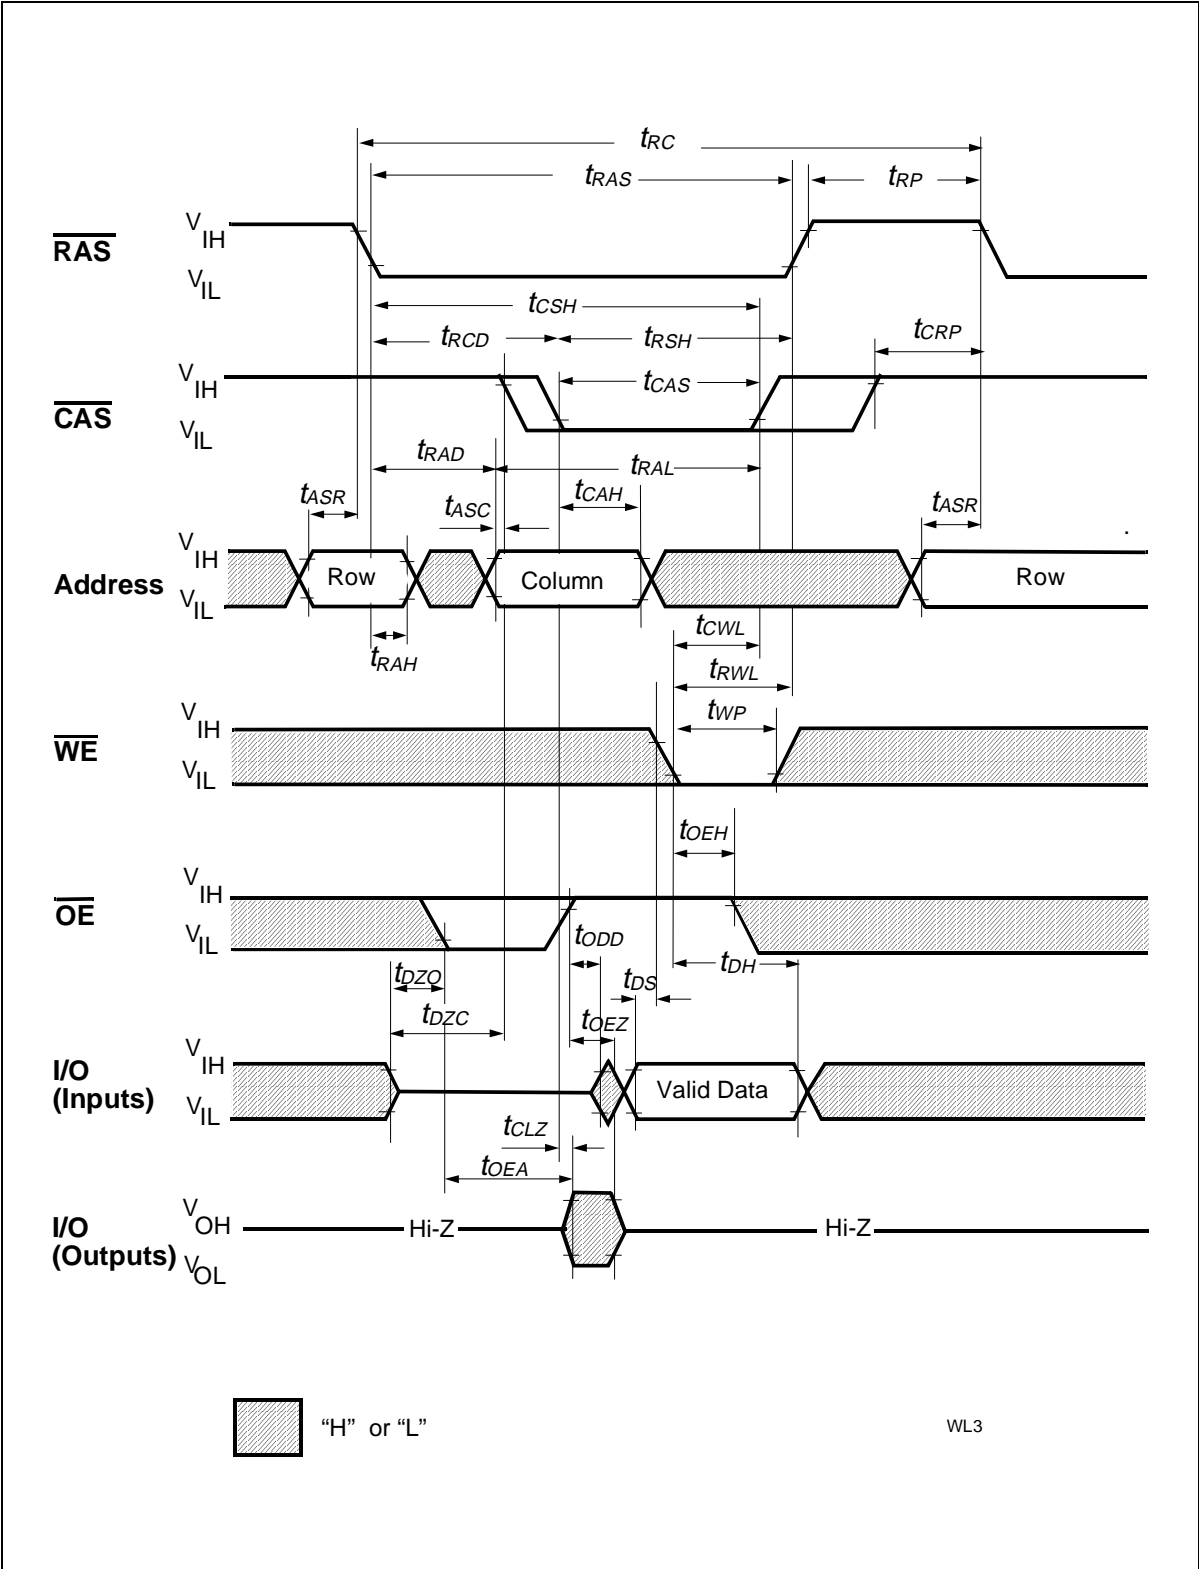 tRC
tRAS
tRP
RAS
VIH
VIL
tCSH
tRCD
tRSH
tCRP
CAS
VIH
VIL
tCAS
tRAD
tRAL
tASR
tASC
tCAH
tASR
Address
VIH
VIL
Row
Column
Row
tRAH
tCWL
tRWL
tWP
WE
VIH
VIL
tOEH
OE
VIH
VIL
tODD
tDZO
tDS
tDH
tDZC
tOEZ
I/O
(Inputs)
VIH
VIL
Valid Data
tCLZ
tOEA
I/O
(Outputs)
VOH
VOL
Hi-Z
Hi-Z
“H” or “L”
WL3